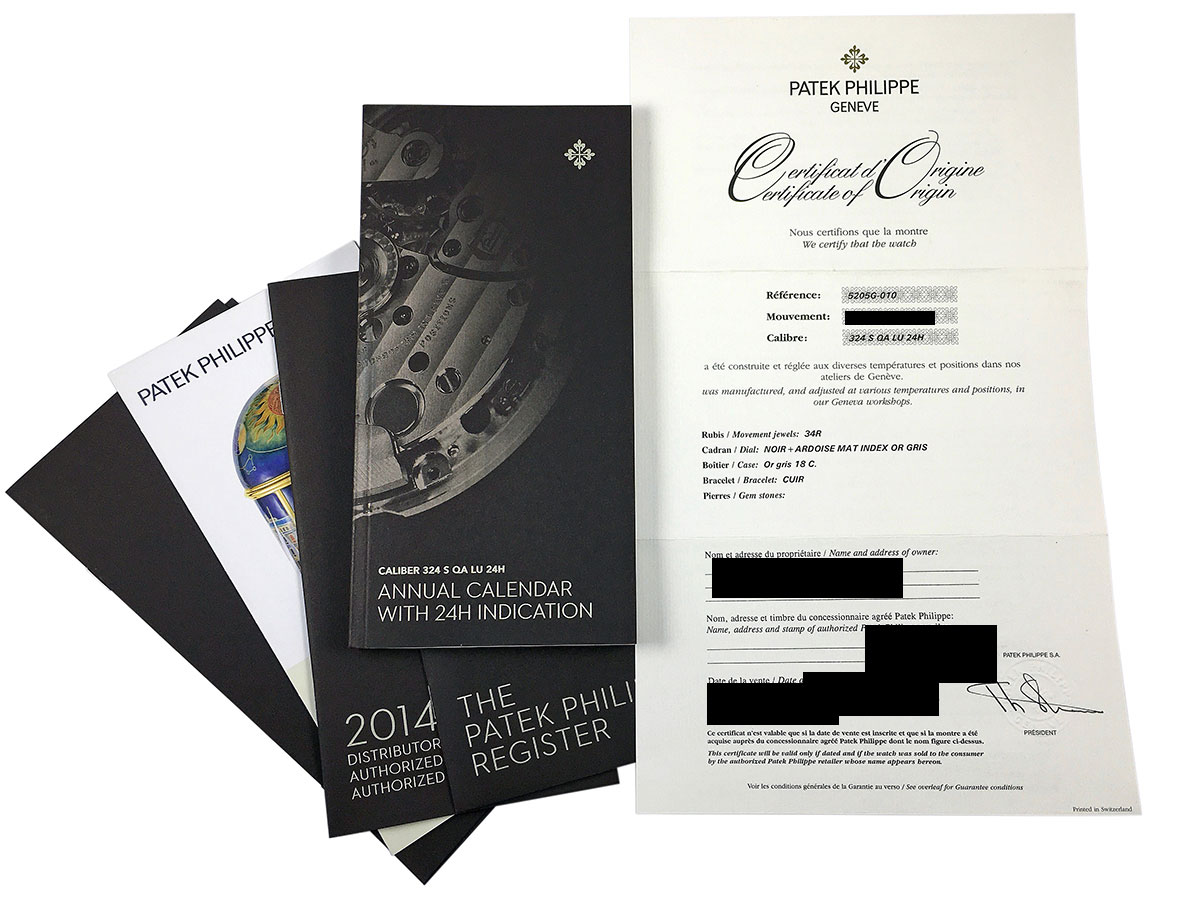 PATEK PHILIPPE
CALIBER 324 S QA LU 24H
ANNUAL CALENDAR
WITH 24H INDICATION
POSITIONS
2014
DISTRIBUTOR
AUTHORIZED
AUTHORIZED
THE
PATEK PHILI
REGISTER
PATEK PHILIPPE
GENEVE
Certificat d'Origine
Certificate of Origin
Nous certifions que la montre
We certify that the watch
Référence: 5205G-010
Mouvement:
Calibre: 324 S QA LU 24H
a été construite et réglée aux diverses températures et positions dans nos
ateliers de Genève.
was manufactured, and adjusted at various temperatures and positions, in
our Geneva workshops.
Rubis / Movement jewels: 34R
Cadran / Dial: NOIR+ARDOISE MAT INDEX OR GRIS
Boîtier / Case: Or gris 18 C.
Bracelet / Bracelet: CUIR
Pierres / Gem stones:
Nom et adresse du propriétaire / Name and address of owner:
Nom, adresse et timbre du concessionnaire agréé Patek Philippe:
Name, address and stamp of authorized
PATEK PHILIPPE S.A.
Date de la vente / Date
PRÉSIDENT
Ce certificat n'est valable que si la date de vente est inscrite et que si la montre a été
acquise auprès du concessionnaire agréé Patek Philippe dont le nom figure ci-dessus.
This certificate will be valid only if dated and if the watch was sold to the consumer
by the authorized Patek Philippe retailer whose name appears hereon.
Voir les conditions générales de la Garantie au verso / See overleaf for Guarantee conditions
Printed in Switzerland